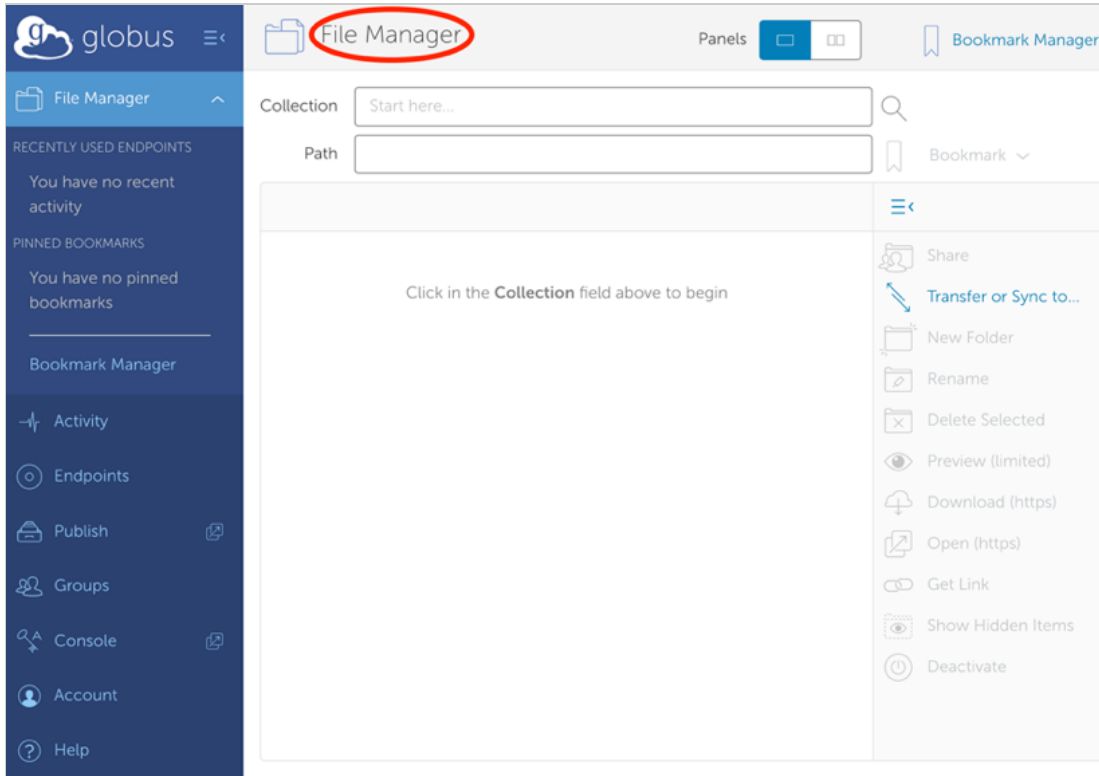 globus
File Manager
Panels
Bookmark Manager
File Manager
RECENTLY USED ENDPOINTS
You have no recent
activity
PINNED BOOKMARKS
You have no pinned
bookmarks
Bookmark Manager
Activity
Endpoints
Publish
Groups
Console
Account
Help
Collection
Start here...
Path
Bookmark
Click in the Collection field above to begin
Share
Transfer or Sync to...
New Folder
Rename
Delete Selected
Preview (limited)
Download (https)
Open (https)
Get Link
Show Hidden Items
Deactivate